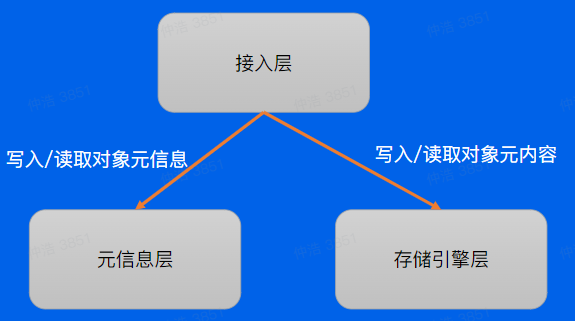 接入层
写入/读取对象元信息
写入/读取对象元内容
元信息层
存储引擎层